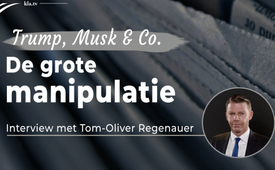 kla.tv
Trump, Musk & Co.
De grote
manipulatie
Interview met Tom-Oliver Regenauer